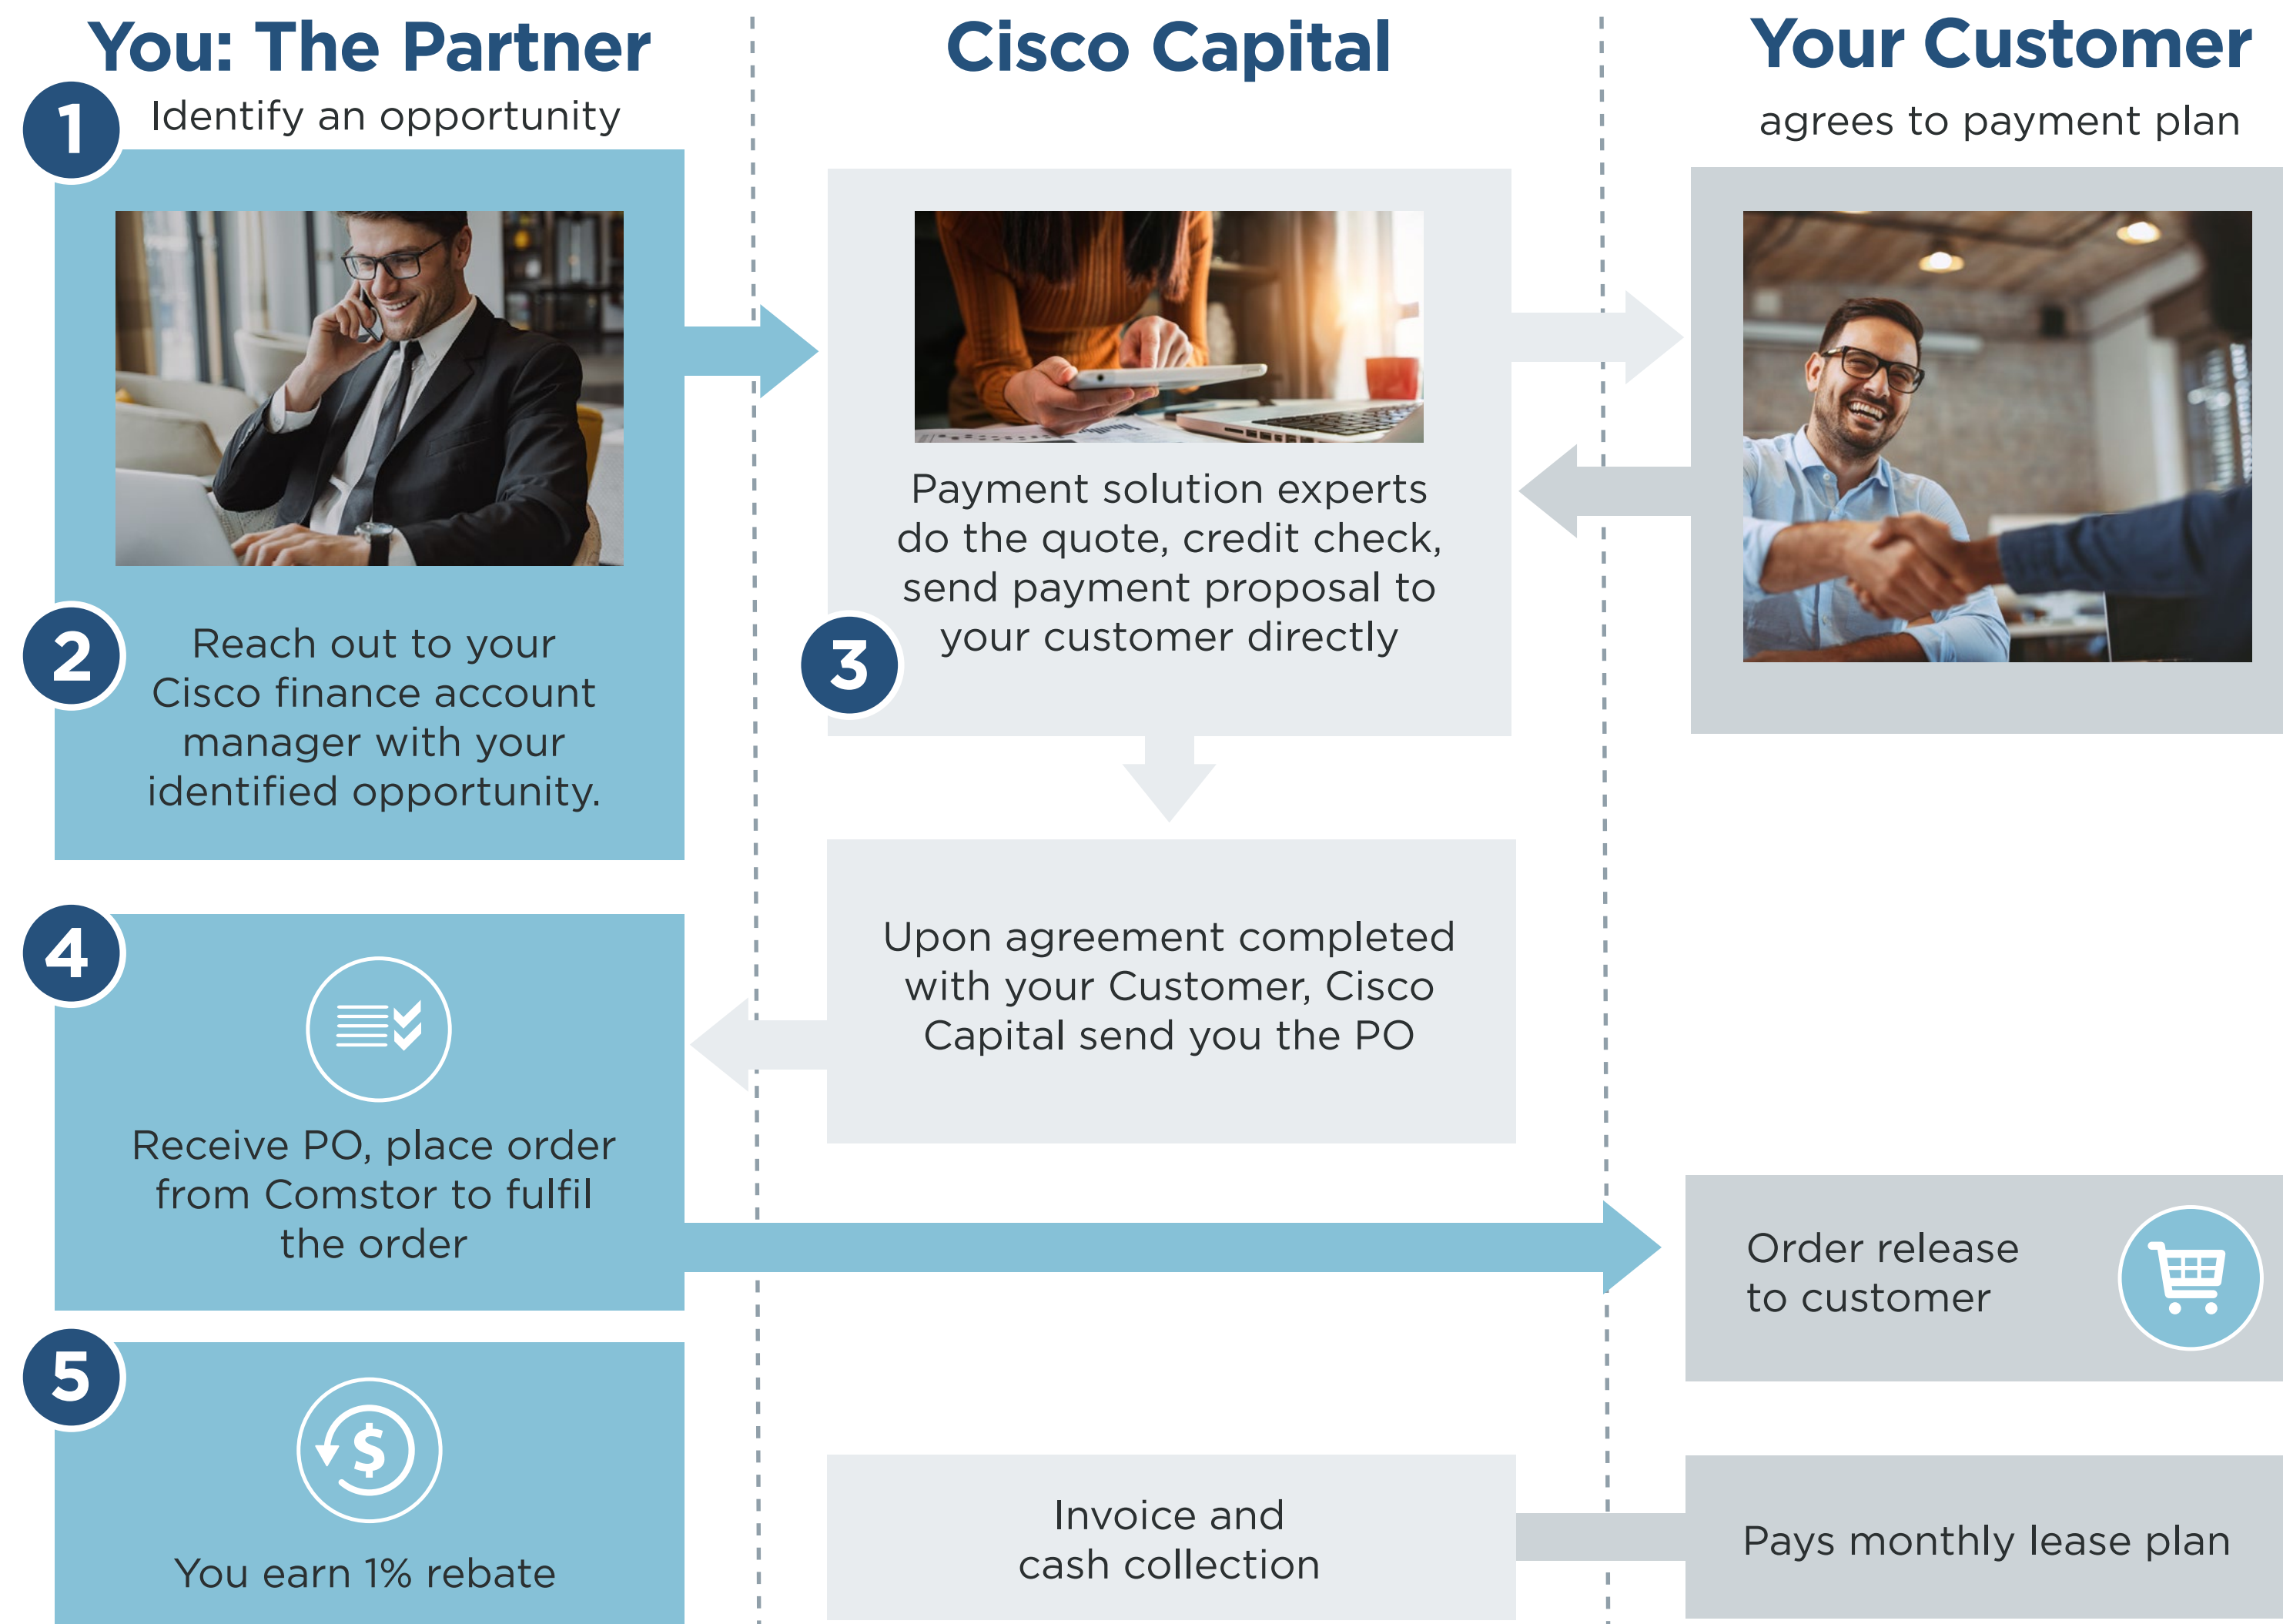 You: The Partner
Cisco Capital
Your Customer
1
Identify an opportunity
agrees to payment plan
2
Reach out to your
Cisco finance account
manager with your
identified opportunity.
Payment solution experts
do the quote, credit check,
send payment proposal to
your customer directly
3
Upon agreement completed
with your Customer, Cisco
Capital send you the PO
4
Receive PO, place order
from Comstor to fulfil
the order
Order release
to customer
5
$
You earn 1% rebate
Invoice and
cash collection
Pays monthly lease plan